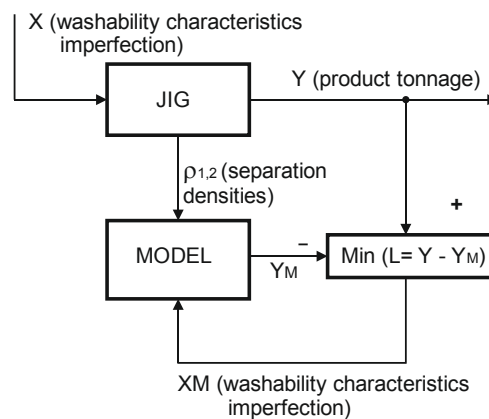 X (washability characteristics
imperfection)
JIG
Y (product tonnage)
ρ1,2 (separation
densities)
+
MODEL
–
YM
Min (L= Y - YM)
XM (washability characteristics
imperfection)